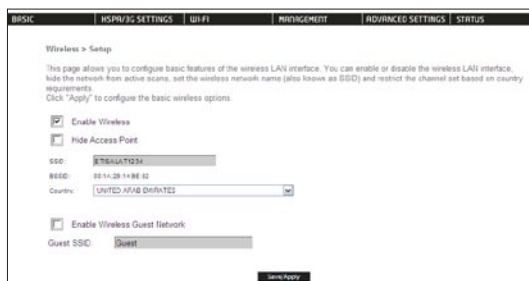 BASIC HSPA/3G SETTINGS WI-FI MANAGEMENT ADVANCED SETTINGS STATUS
Wireless > Setup
This page allows you to configure basic features of the wireless LAN interface. You can enable or disable the wireless LAN interface,
hide the network from active scans, set the wireless network name (also known as SSID) and restrict the channel set based on country
requirements.
Click "Apply" to configure the basic wireless options.
Enable Wireless
Hide Access Point
SSID: ETISALAT1234
BSSID:
Country: UNITED ARAB EMIRATES
Enable Wireless Guest Network
Guest SSID: Guest
Save/Apply